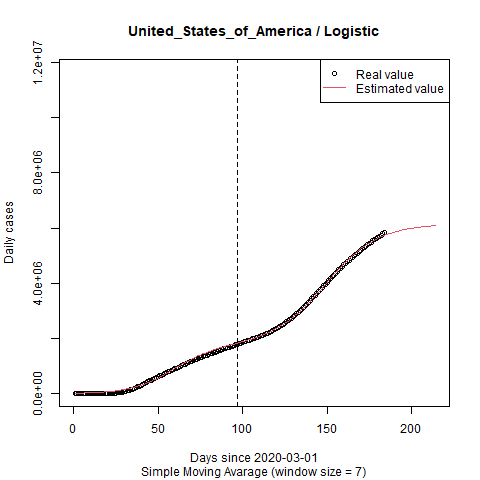 United_States_of_America / Logistic
Real value
Estimated value
Daily cases
0.0e+00
4.0e+06
8.0e+06
1.2e+07
0
50
100
150
200
Days since 2020-03-01
Simple Moving Avarage (window size = 7)